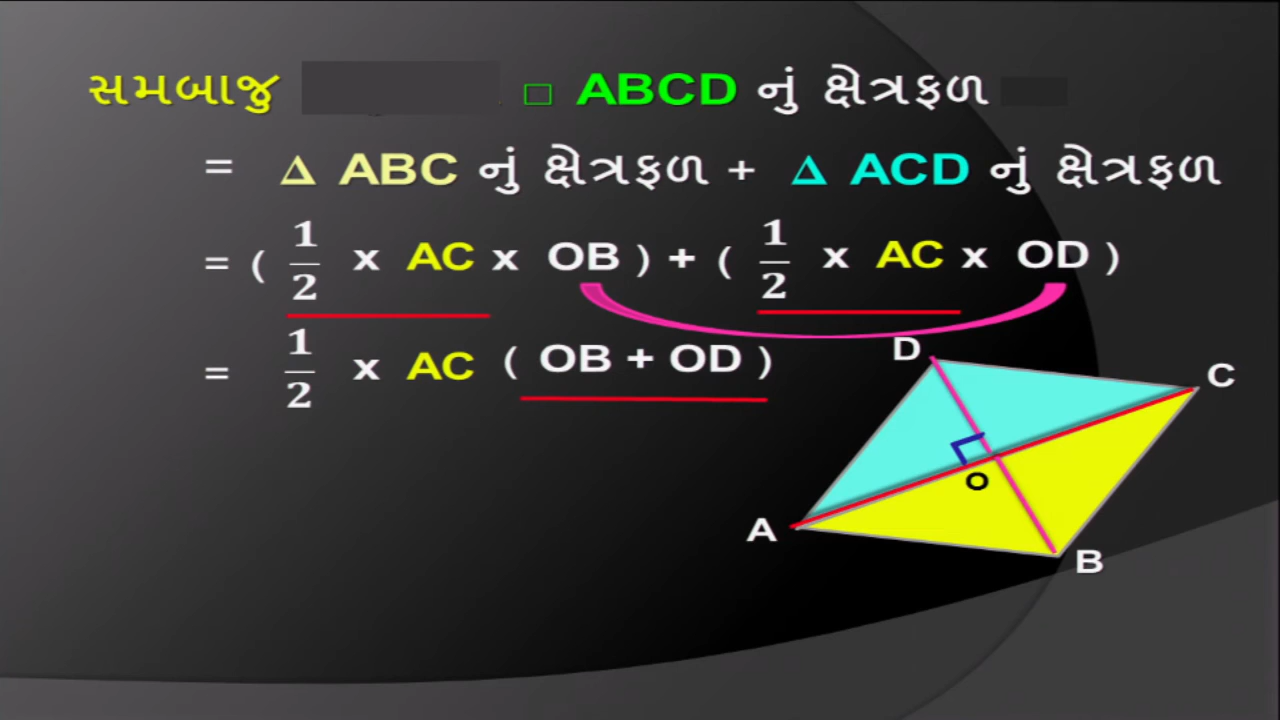 સમબાજુ □ ABCD નું ક્ષેત્રફળ
= Δ ABC નું ક્ષેત્રફળ + Δ ACD નું ક્ષેત્રફળ
= ( 1/2 x AC x OB ) + ( 1/2 x AC x OD )
= 1/2 x AC ( OB + OD )
D
C
O
A
B